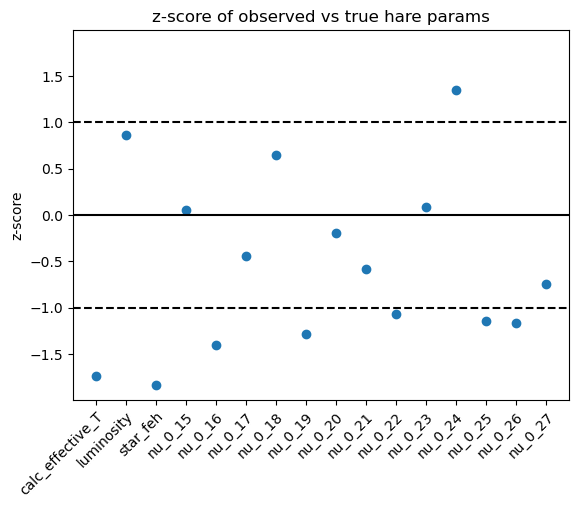 z-score of observed vs true hare params
z-score
1.5
1.0
0.5
0.0
−0.5
−1.0
−1.5
calc_effective_T
luminosity
star_feh
nu_0_15
nu_0_16
nu_0_17
nu_0_18
nu_0_19
nu_0_20
nu_0_21
nu_0_22
nu_0_23
nu_0_24
nu_0_25
nu_0_26
nu_0_27